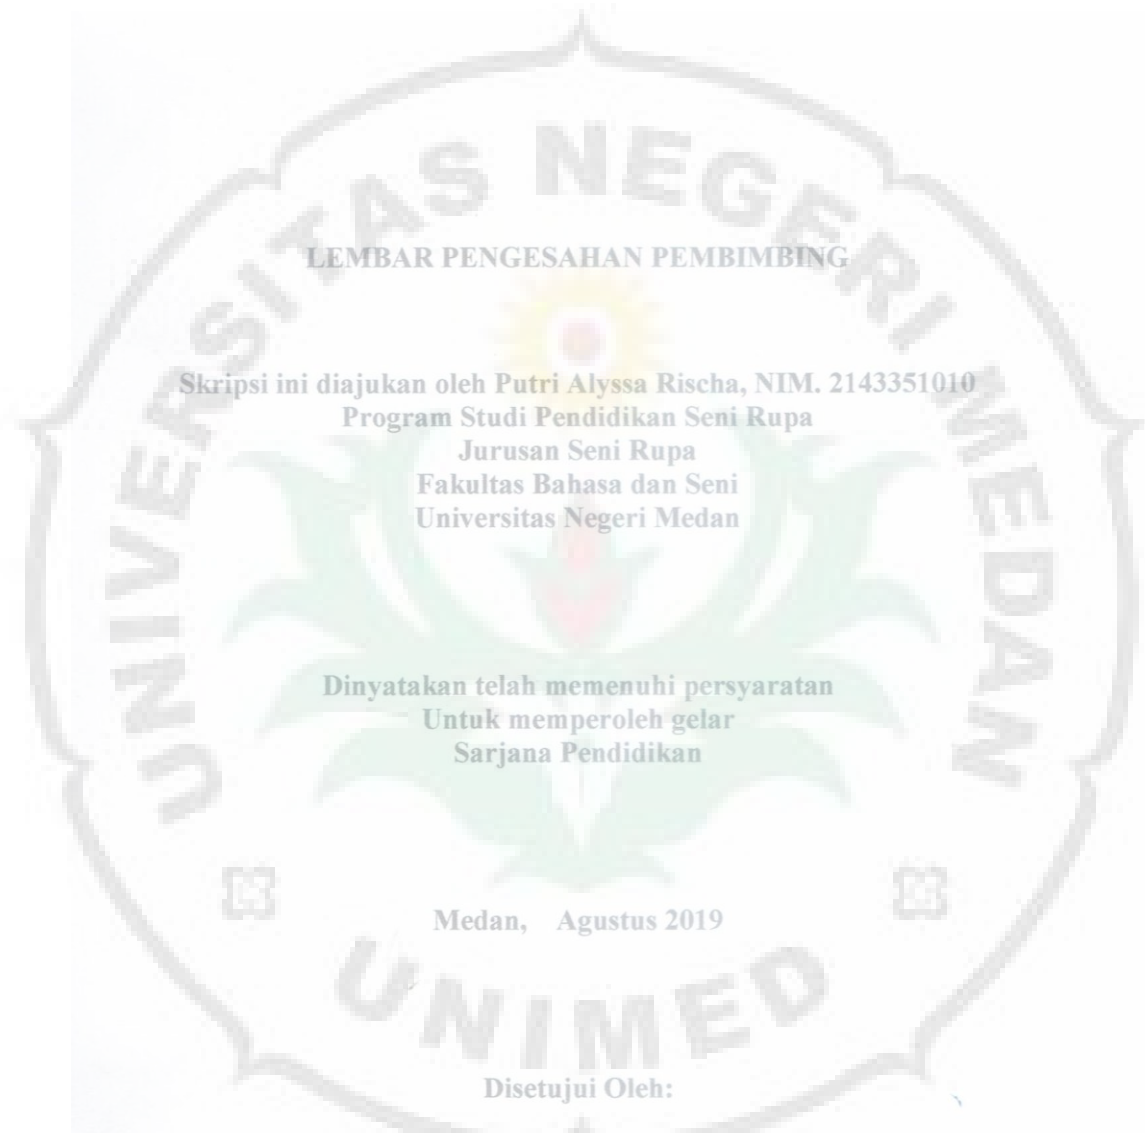 UNIVERSITAS NEGERI MEDAN
LEMBAR PENGESAHAN PEMBIMBING
Skripsi ini diajukan oleh Putri Alyssa Rischa, NIM. 2143351010
Program Studi Pendidikan Seni Rupa
Jurusan Seni Rupa
Fakultas Bahasa dan Seni
Universitas Negeri Medan
Dinyatakan telah memenuhi persyaratan
Untuk memperoleh gelar
Sarjana Pendidikan
Medan, Agustus 2019
UNIMED
Disetujui Oleh: